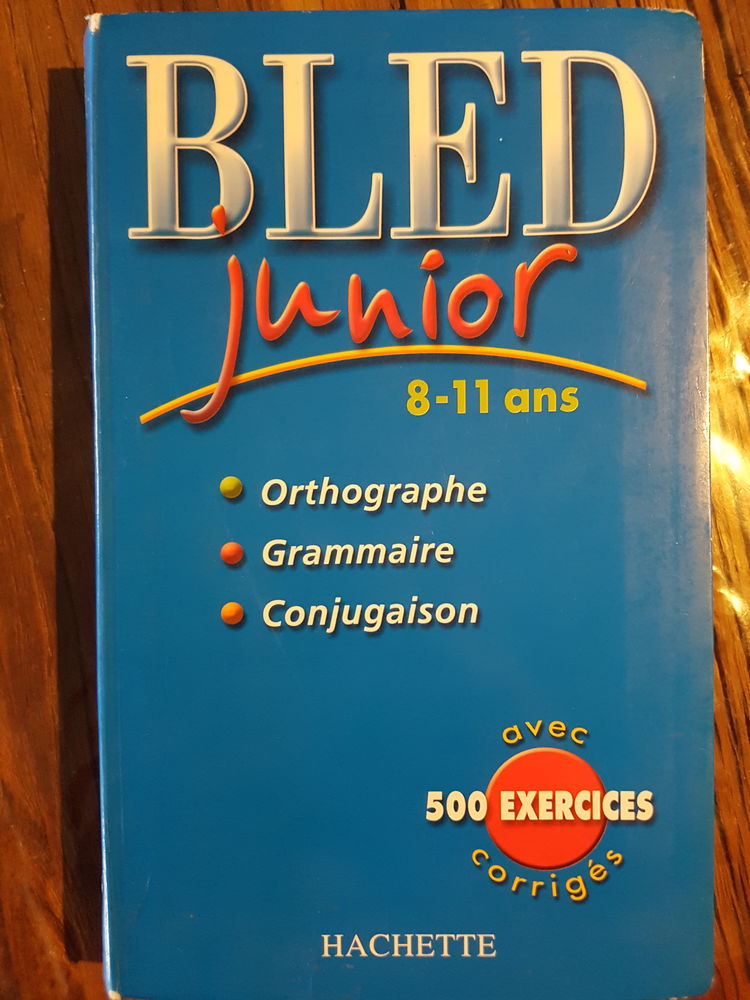 BLED
junior
8-11 ans
Orthographe
Grammaire
Conjugaison
avec
500 EXERCICES
corrigés
HACHETTE